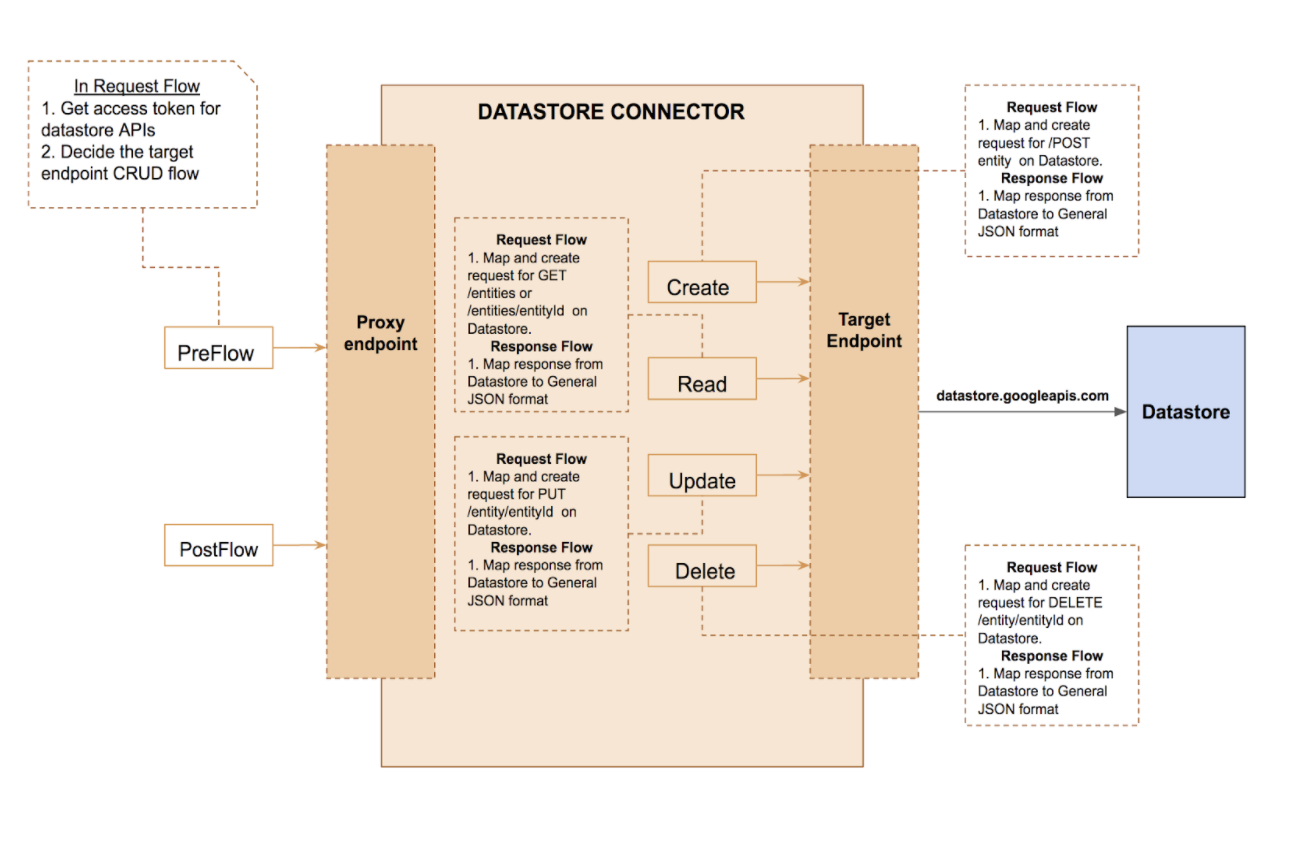 In Request Flow
1. Get access token for
datastore APIs
2. Decide the target
endpoint CRUD flow
PreFlow
PostFlow
DATASTORE CONNECTOR
Proxy
endpoint
Request Flow
1. Map and create
request for GET
/entities or
/entities/entityId on
Datastore.
Response Flow
1. Map response from
Datastore to General
JSON format
Request Flow
1. Map and create
request for PUT
/entity/entityId on
Datastore.
Response Flow
1. Map response from
Datastore to General
JSON format
Create
Read
Update
Delete
Target
Endpoint
Request Flow
1. Map and create
request for /POST
entity on Datastore.
Response Flow
1. Map response from
Datastore to General
JSON format
datastore.googleapis.com
Datastore
Request Flow
1. Map and create
request for DELETE
/entity/entityId on
Datastore.
Response Flow
1. Map response from
Datastore to General
JSON format